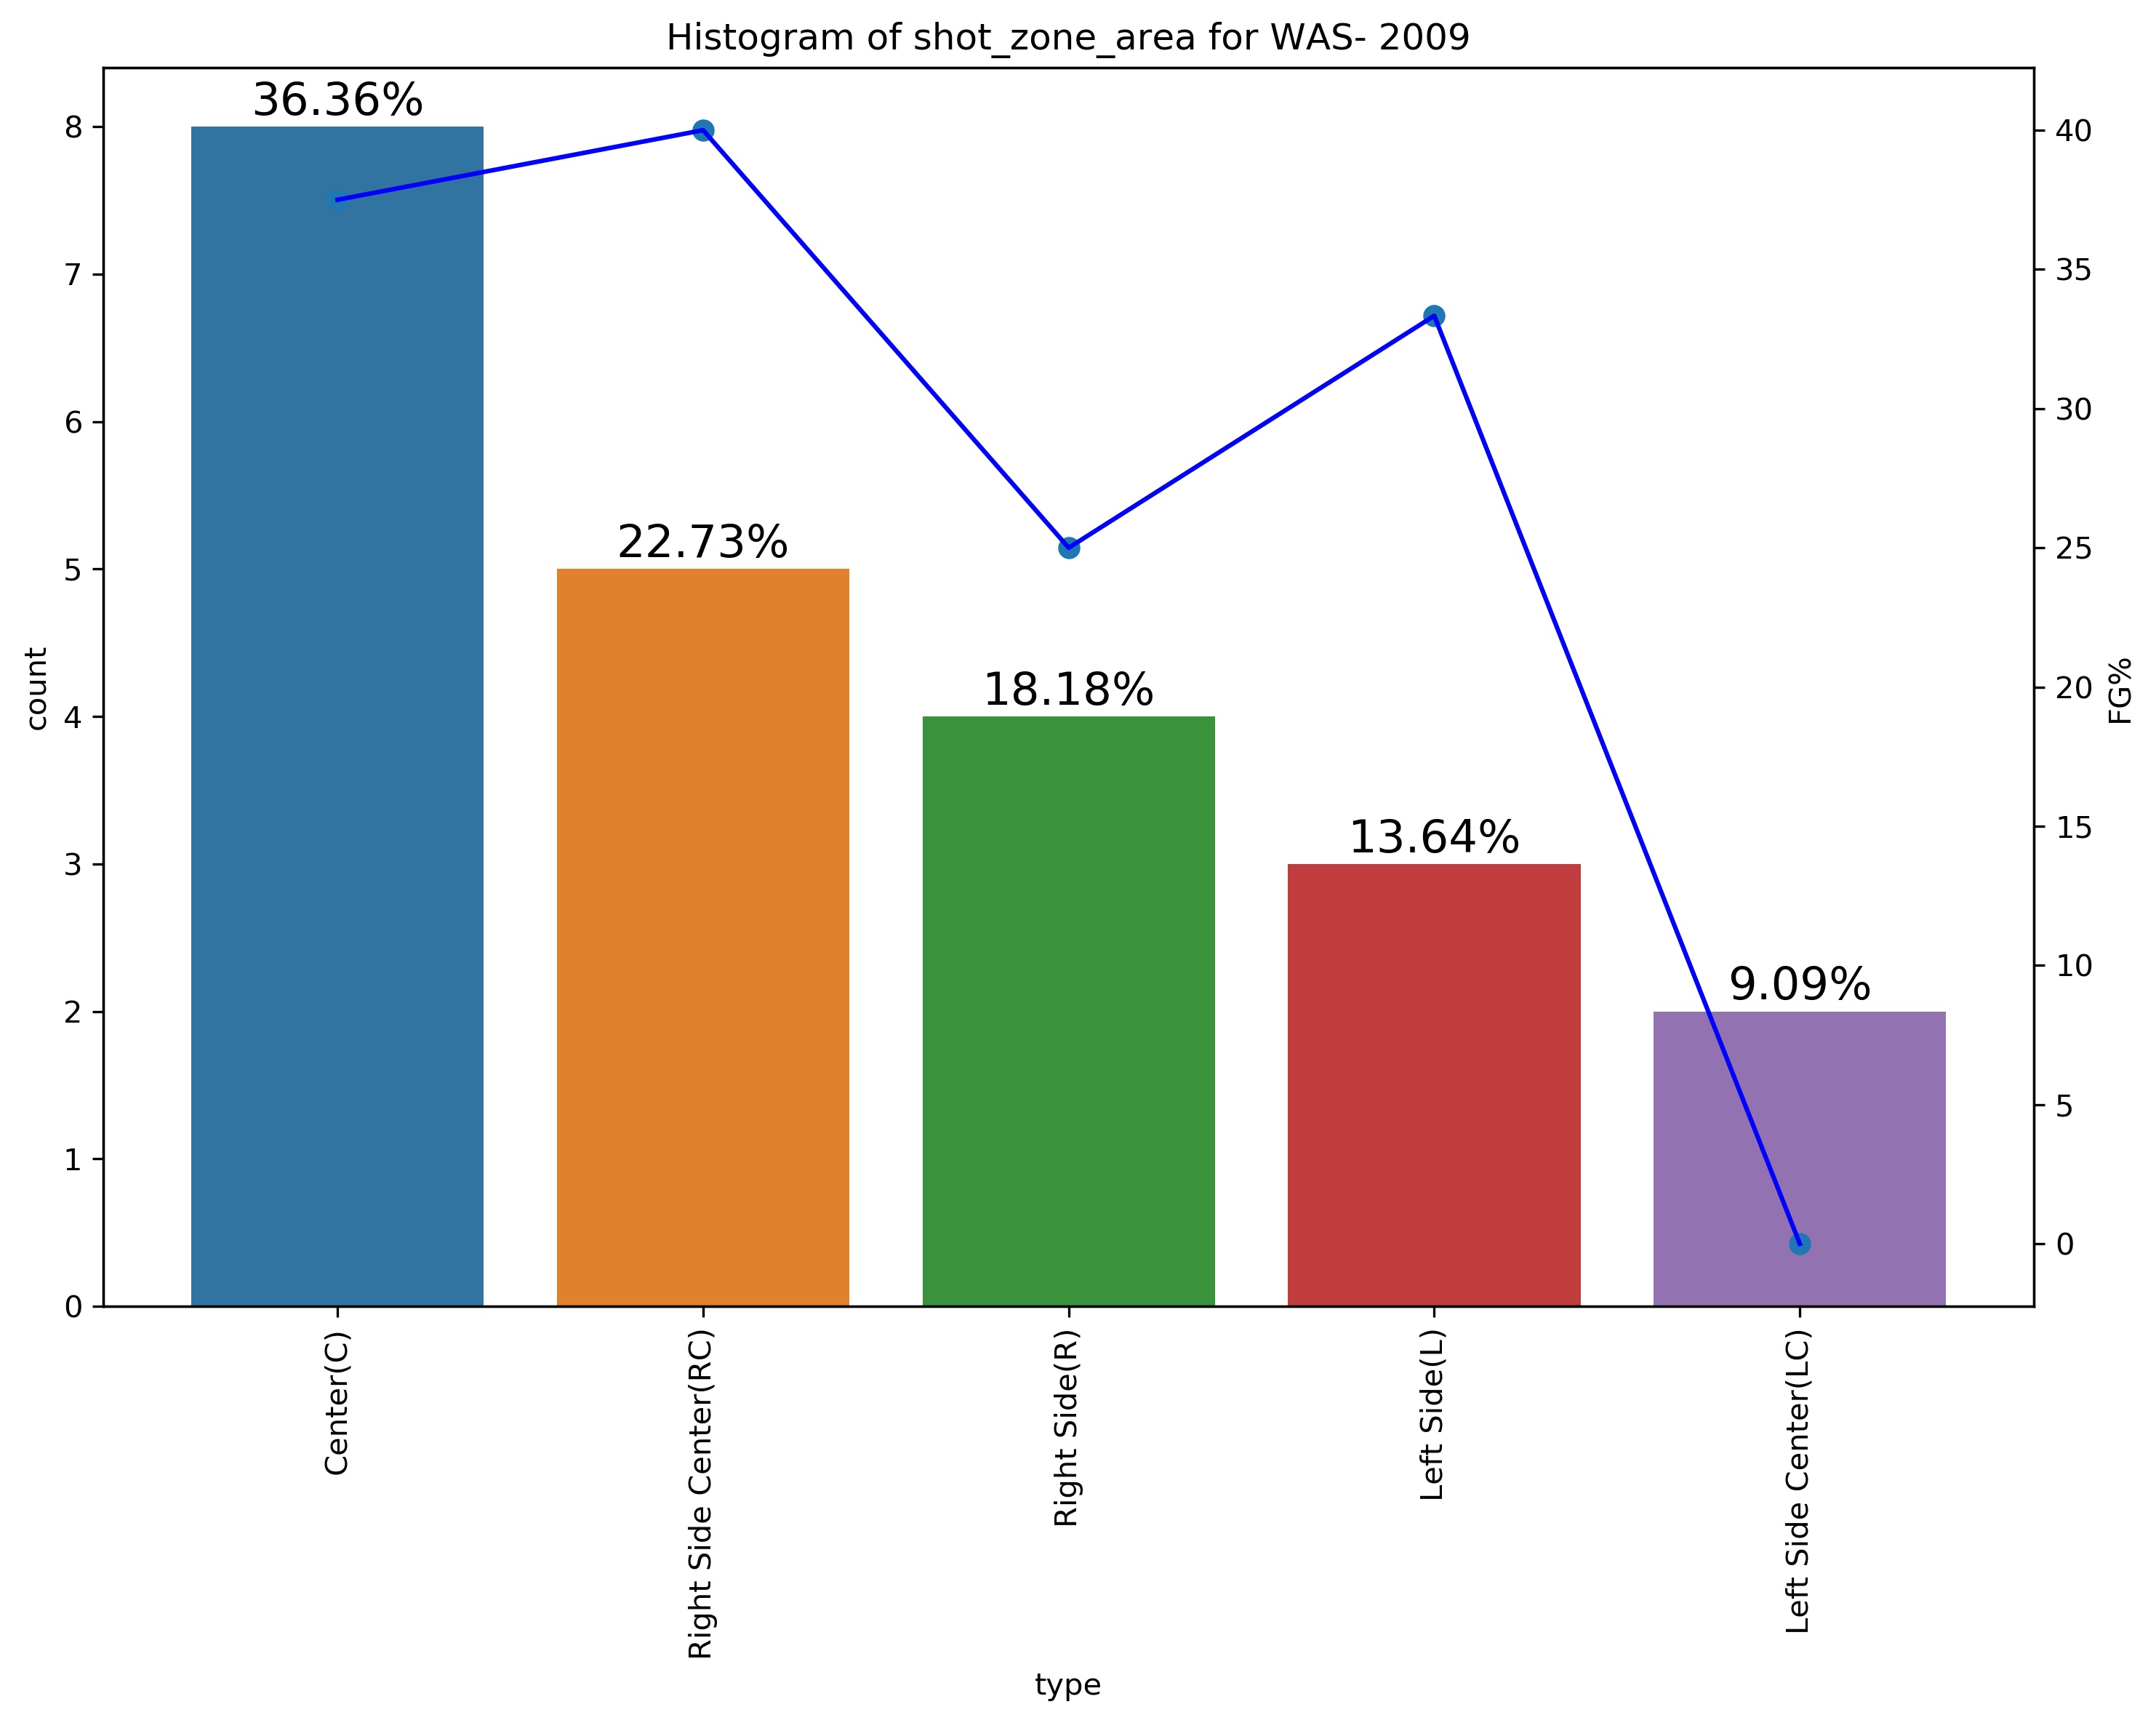 Histogram of shot_zone_area for WAS- 2009
36.36%
22.73%
18.18%
13.64%
9.09%
8
7
6
5
4
3
2
1
0
count
40
35
30
25
20
15
10
5
0
FG%
Center(C)
Right Side Center(RC)
Right Side(R)
Left Side(L)
Left Side Center(LC)
type